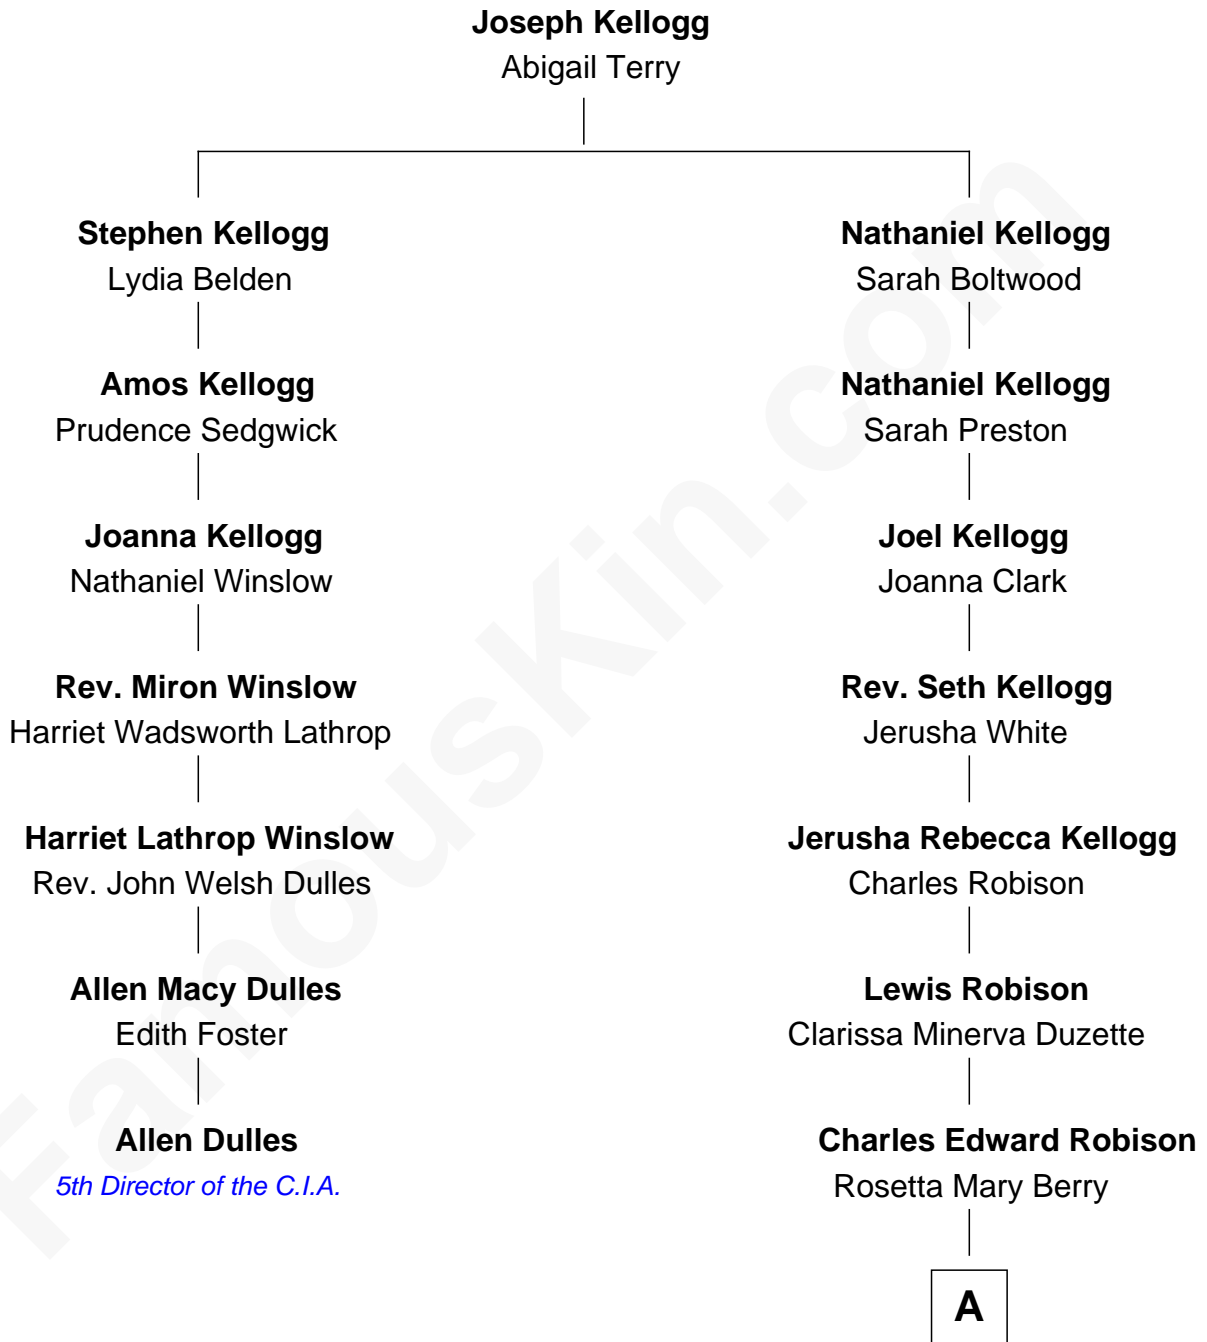 Joseph Kellogg
Abigail Terry
Stephen Kellogg
Lydia Belden
Nathaniel Kellogg
Sarah Boltwood
Amos Kellogg
Prudence Sedgwick
Nathaniel Kellogg
Sarah Preston
Joanna Kellogg
Nathaniel Winslow
Joel Kellogg
Joanna Clark
Rev. Miron Winslow
Harriet Wadsworth Lathrop
Rev. Seth Kellogg
Jerusha White
Harriet Lathrop Winslow
Rev. John Welsh Dulles
Jerusha Rebecca Kellogg
Charles Robison
Allen Macy Dulles
Edith Foster
Lewis Robison
Clarissa Minerva Duzette
Allen Dulles
5th Director of the C.I.A.
Charles Edward Robison
Rosetta Mary Berry
A
FamousKin.com